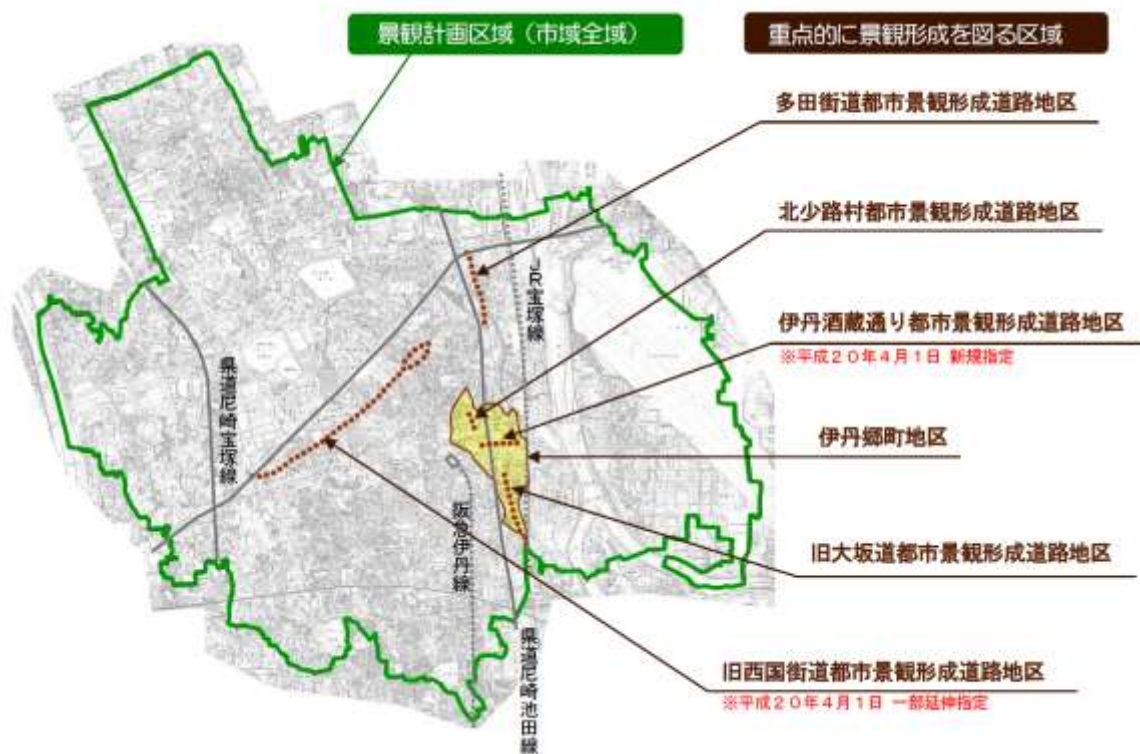 景観計画区域（市域全域）
重点的に景観形成を図る区域
多田街道都市景観形成道路地区
北少路村都市景観形成道路地区
伊丹酒蔵通り都市景観形成道路地区
※平成２０年４月１日 新規指定
伊丹郷町地区
旧大坂道都市景観形成道路地区
旧西国街道都市景観形成道路地区
※平成２０年４月１日 一部延伸指定
JR宝塚線
県道尼崎宝塚線
阪急伊丹線
県道尼崎池田線